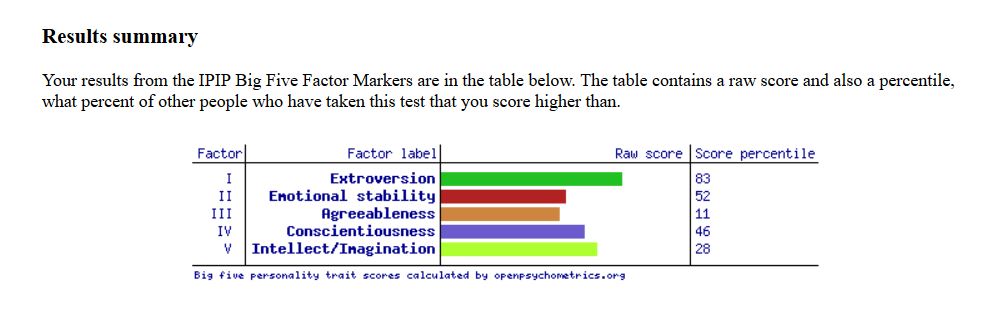 Results summary
Your results from the IPIP Big Five Factor Markers are in the table below. The table contains a raw score and also a percentile,
what percent of other people who have taken this test that you score higher than.
Factor Factor label Raw score Score percentile
I Extroversion 83
II Emotional stability 52
III Agreeableness 11
IV Conscientiousness 46
V Intellect/Imagination 28
Big five personality trait scores calculated by openpsychometrics.org